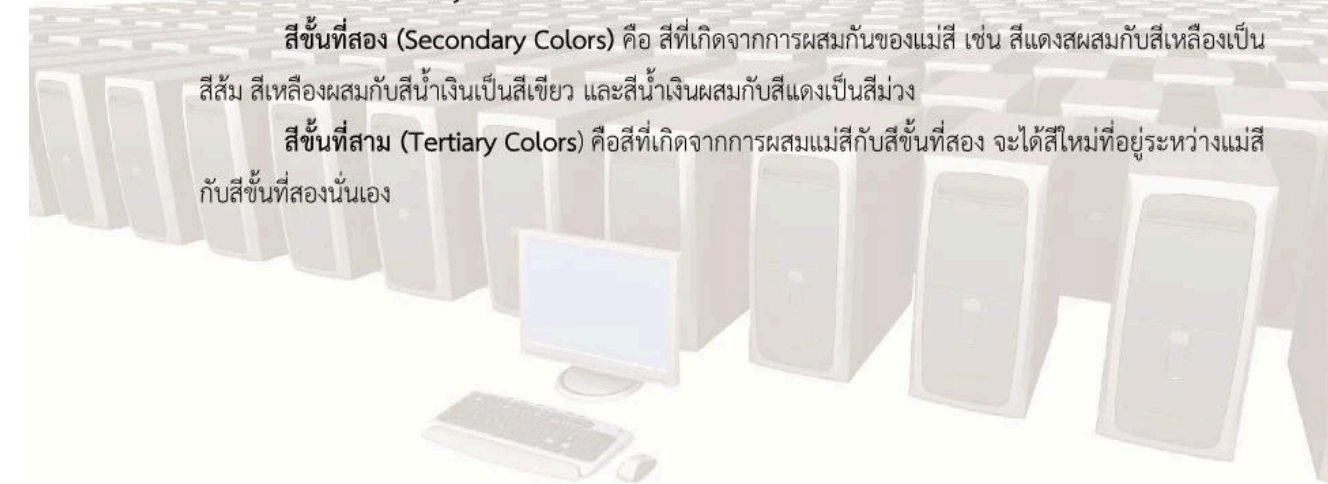 สีขั้นที่สอง (Secondary Colors) คือ สีที่เกิดจากการผสมกันของแม่สี เช่น สีแดงสผสมกับสีเหลืองเป็น
สีส้ม สีเหลืองผสมกับสีน้ำเงินเป็นสีเขียว และสีน้ำเงินผสมกับสีแดงเป็นสีม่วง
สีขั้นที่สาม (Tertiary Colors) คือสีที่เกิดจากการผสมแม่สีกับสีขั้นที่สอง จะได้สีใหม่ที่อยู่ระหว่างแม่สี
กับสีขั้นที่สองนั่นเอง